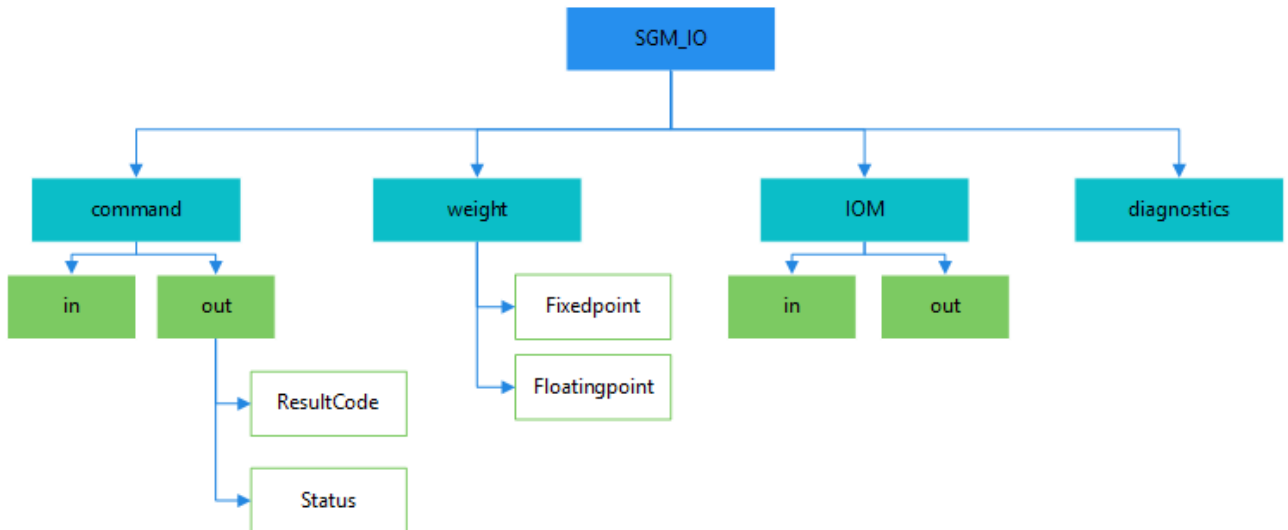 SGM_IO
command
weight
IOM
diagnostics
in
out
Fixedpoint
in
out
Floatingpoint
ResultCode
Status